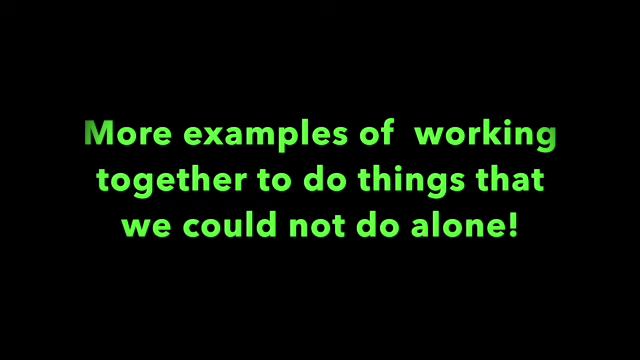 More examples of  working
together to do things that
we could not do alone!